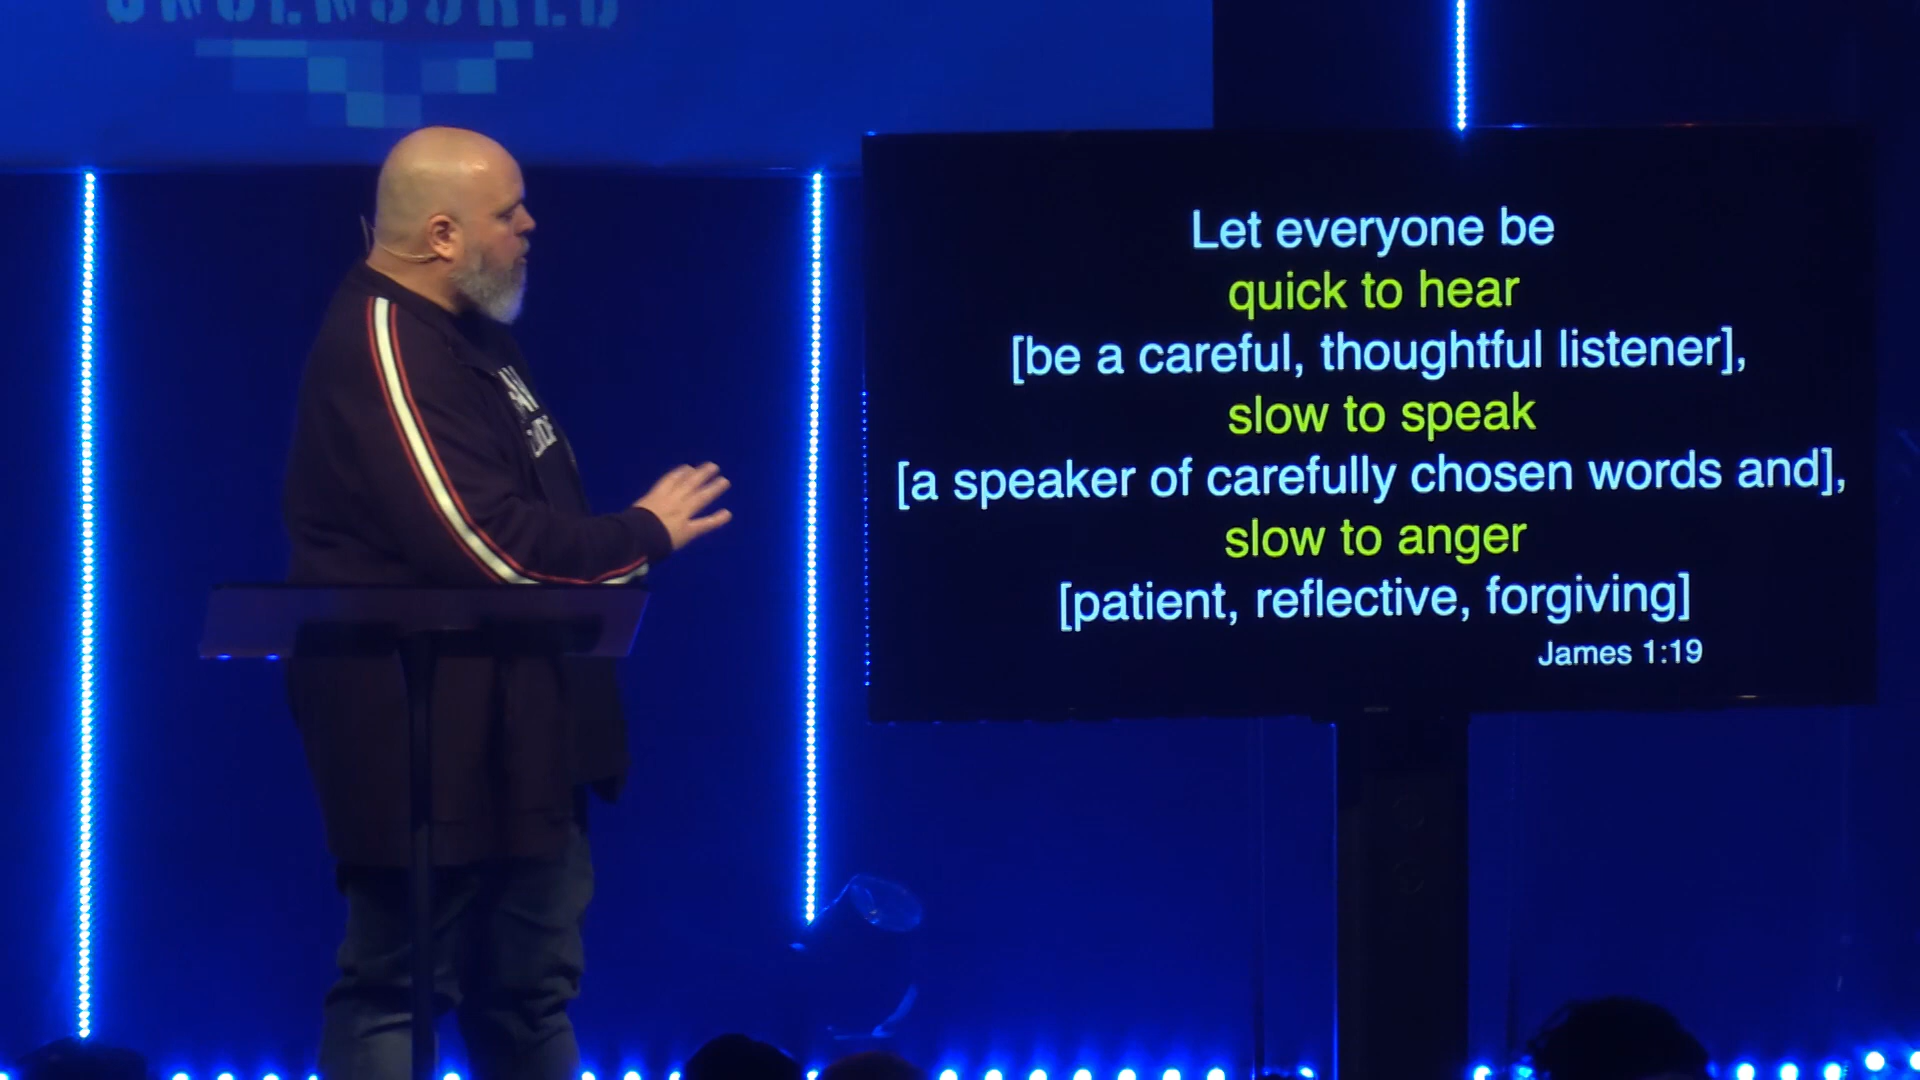 UNCENSORED
Let everyone be
quick to hear
[be a careful, thoughtful listener],
slow to speak
[a speaker of carefully chosen words and],
slow to anger
[patient, reflective, forgiving]
James 1:19